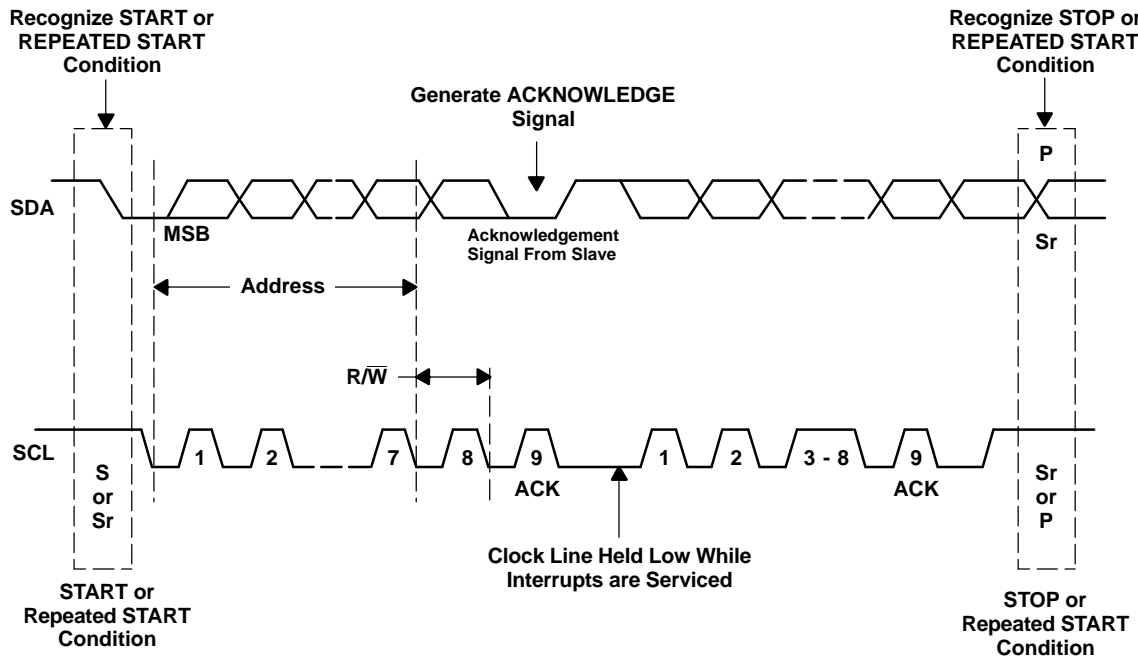 Recognize START or
REPEATED START
Condition
Recognize STOP or
REPEATED START
Condition
Generate ACKNOWLEDGE
Signal
P
SDA
MSB
Acknowledgement
Signal From Slave
Sr
Address
R/W̅
SCL
1
2
7
8
9
1
2
3 - 8
9
ACK
ACK
S
or
Sr
Sr
or
P
Clock Line Held Low While
Interrupts are Serviced
START or
Repeated START
Condition
STOP or
Repeated START
Condition